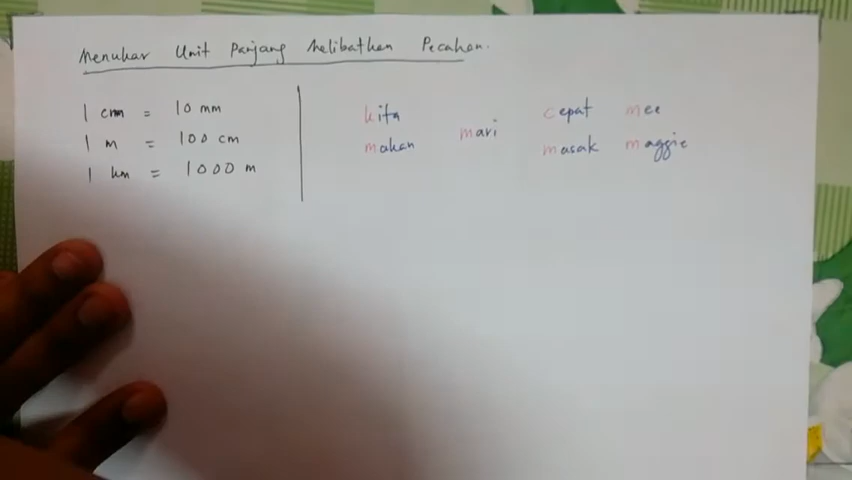 Menukar Unit Panjang Melibatkan Pecahan.
1 cm = 10 mm
1 m = 100 cm
1 km = 1000 m
kita
makan
mari
cepat mee
masak maggie